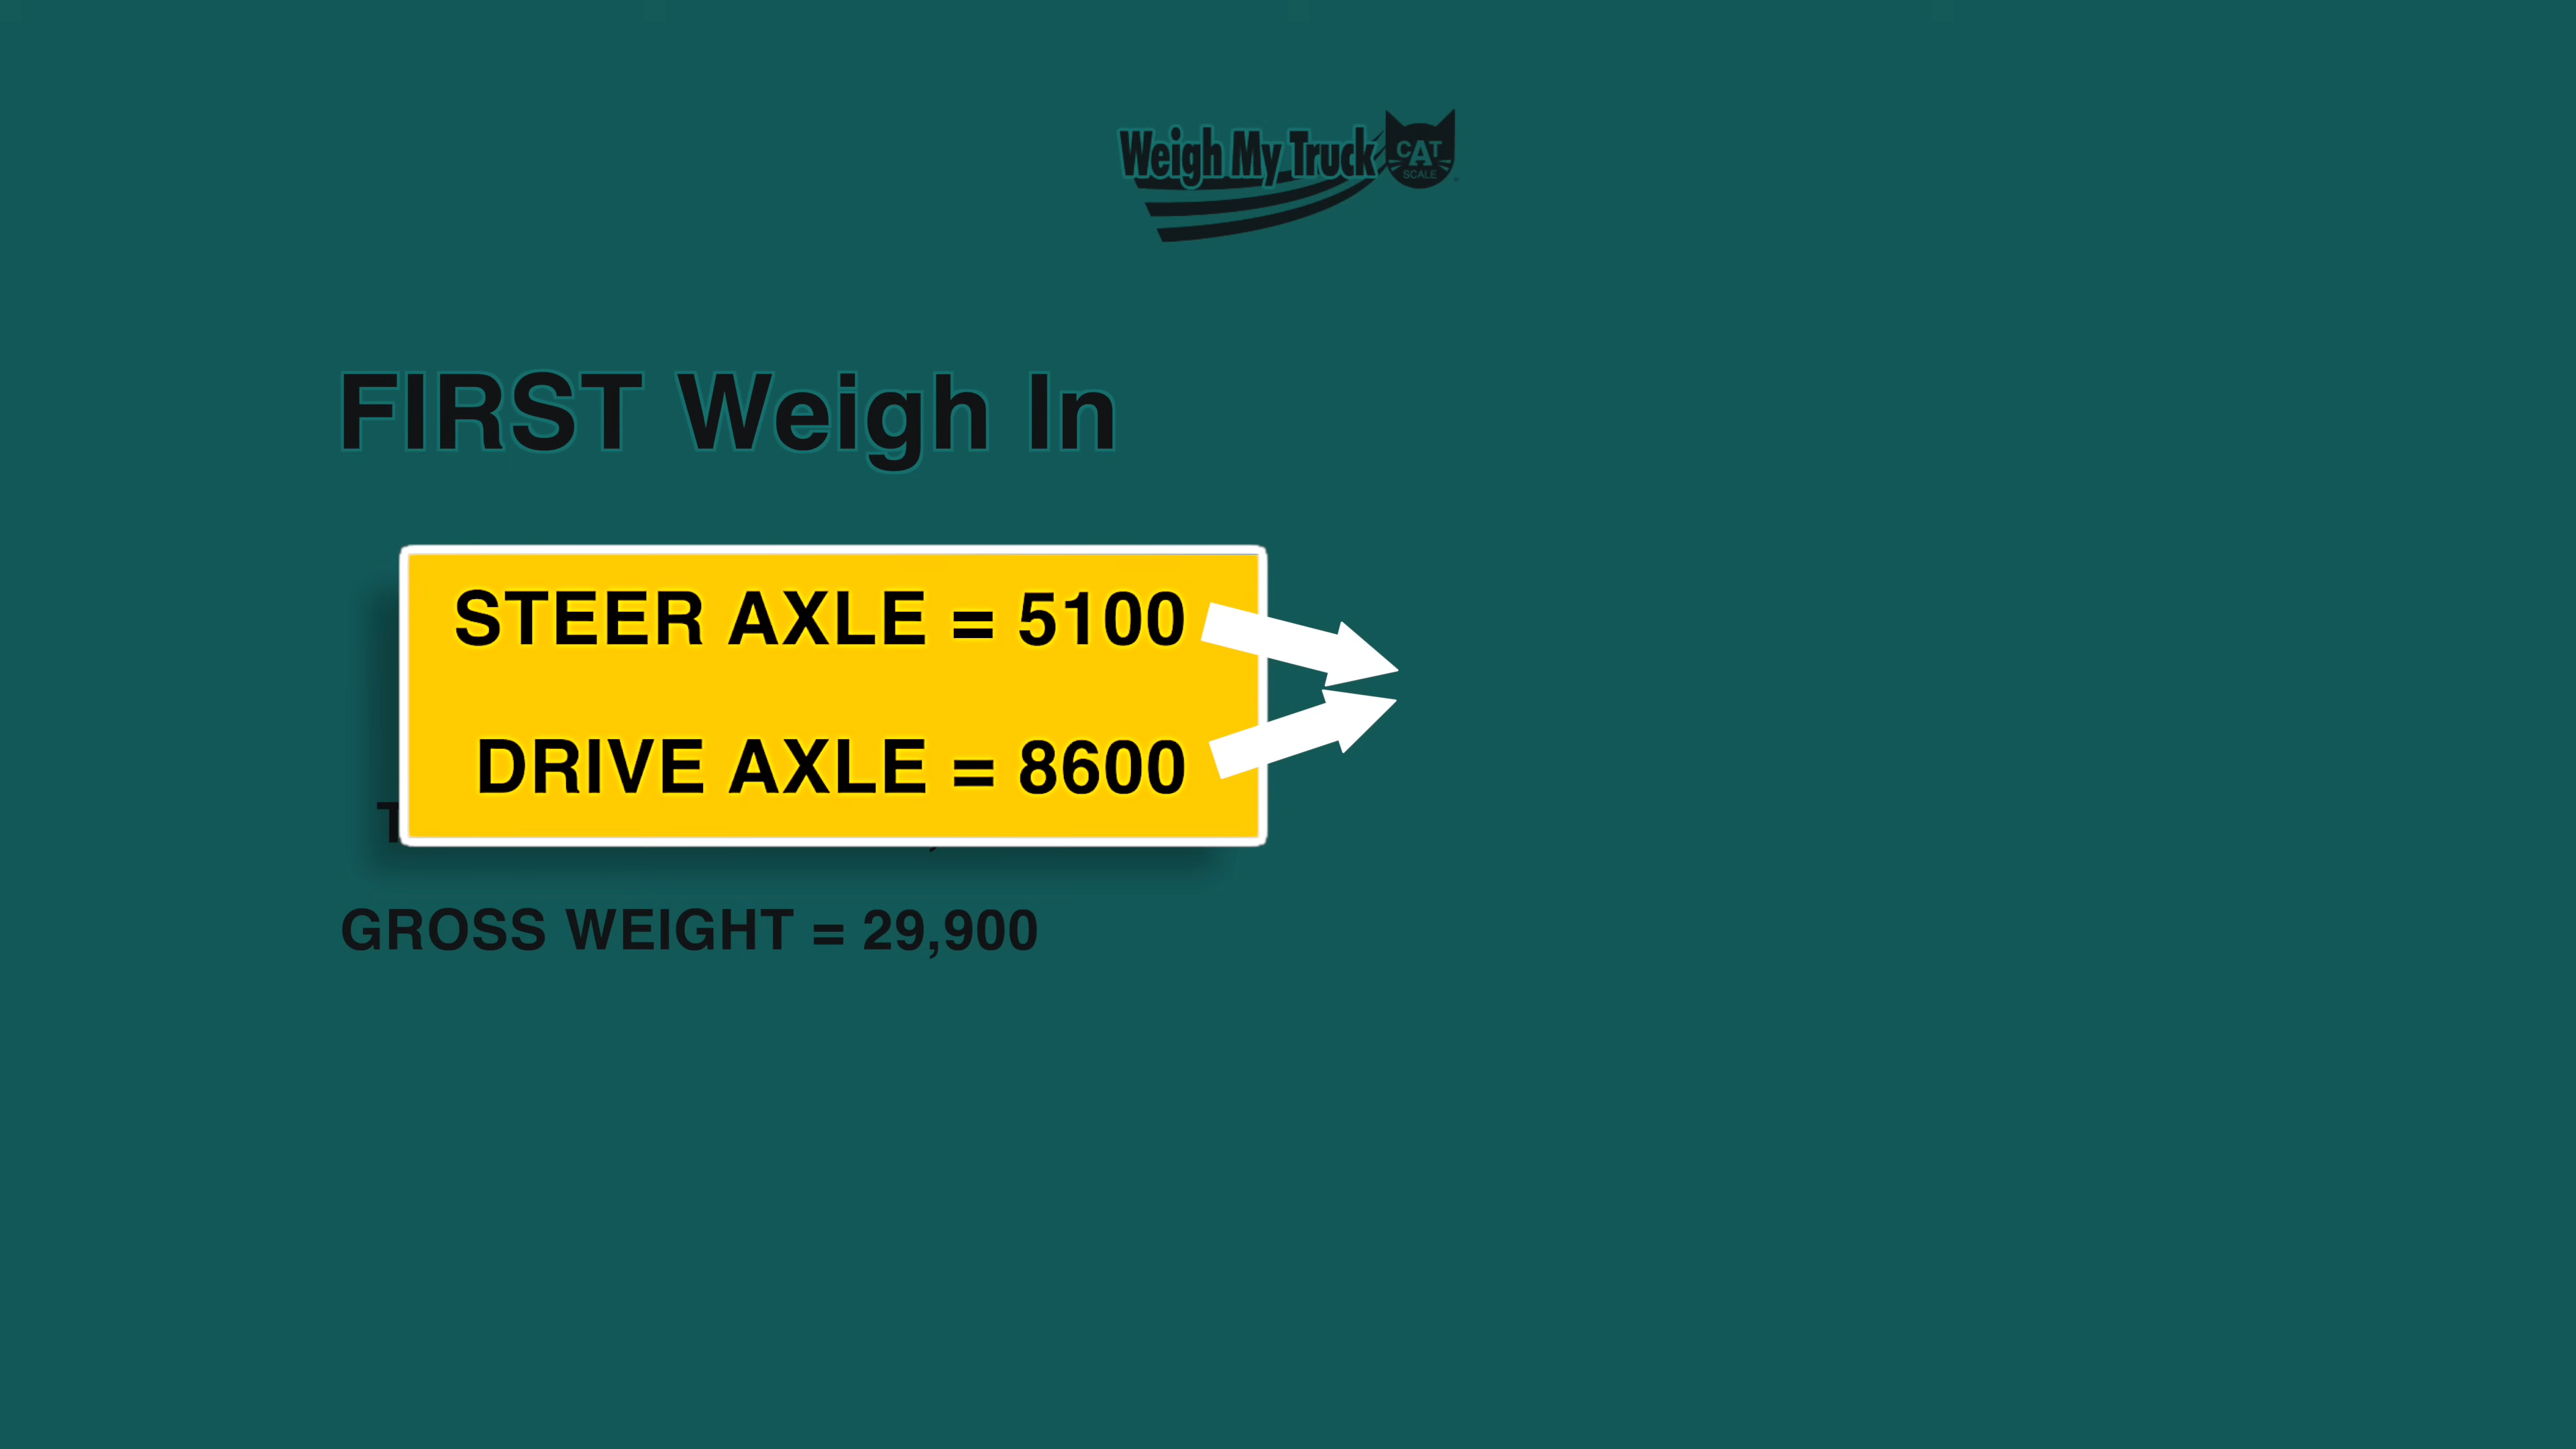 Weigh My Truck
CAT
SCALE
FIRST Weigh In
STEER AXLE = 5100
DRIVE AXLE = 8600
GROSS WEIGHT = 29,900